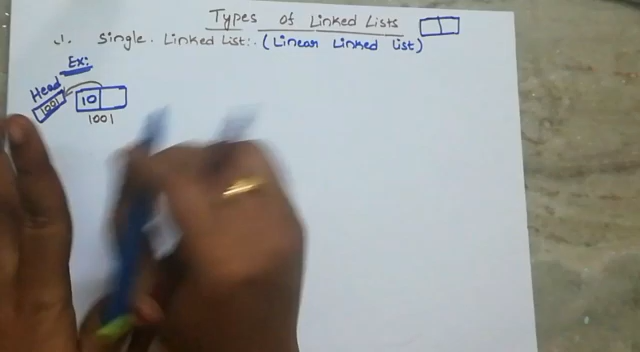 Types of Linked Lists
1. Single Linked List:. (Linear Linked List)
Ex:
Head
1001
10
1001